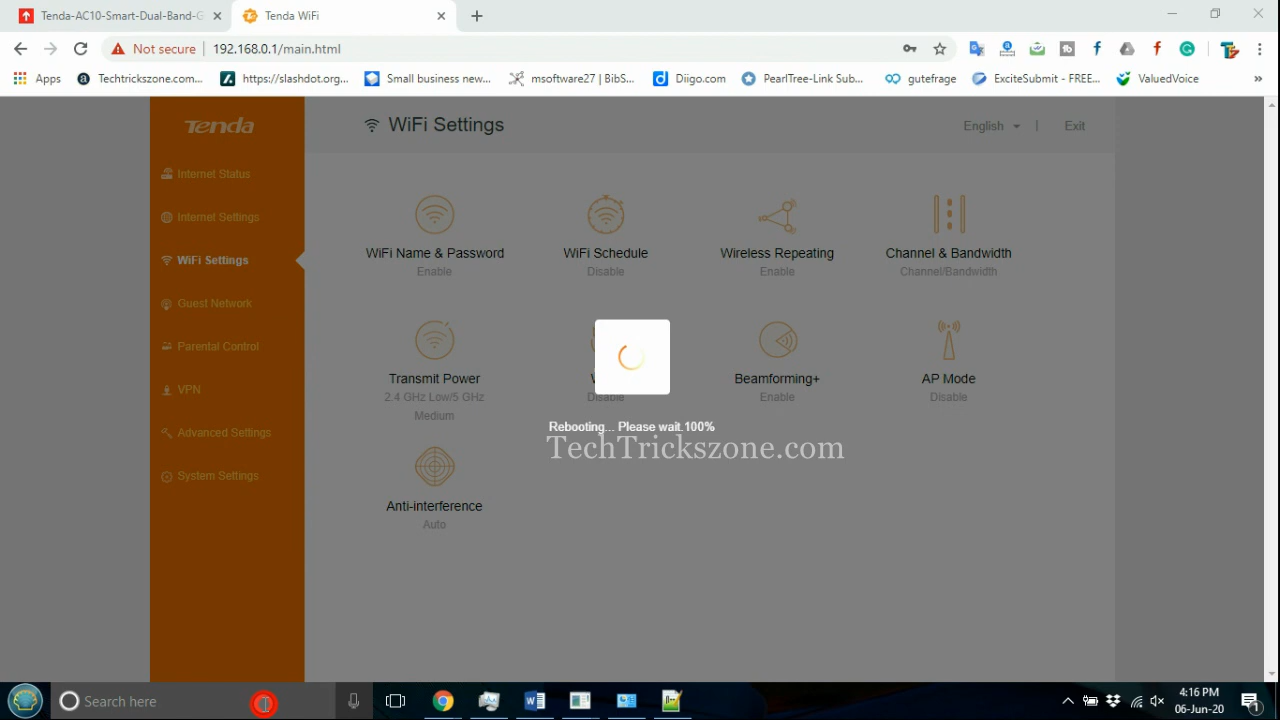 Tenda-AC10-Smart-Dual-Band-G
Tenda WiFi
Not secure
192.168.0.1/main.html
Apps
Techtrickszone.com...
https://slashdot.org...
Small business new...
msoftware27 | BibS...
Diigo.com
PearlTree-Link Sub...
gutefrage
ExciteSubmit - FREE...
ValuedVoice
»
Tenda
WiFi Settings
English
|
Exit
Internet Status
Internet Settings
WiFi Settings
Guest Network
Parental Control
VPN
Advanced Settings
System Settings
WiFi Name & Password
Enable
WiFi Schedule
Disable
Wireless Repeating
Enable
Channel & Bandwidth
Channel/Bandwidth
Transmit Power
2.4 GHz Low/5 GHz
Medium
Disable
Beamforming+
Enable
AP Mode
Disable
Rebooting... Please wait.100%
TechTrickszone.com
Anti-interference
Auto
Search here
4:16 PM
06-Jun-20
1